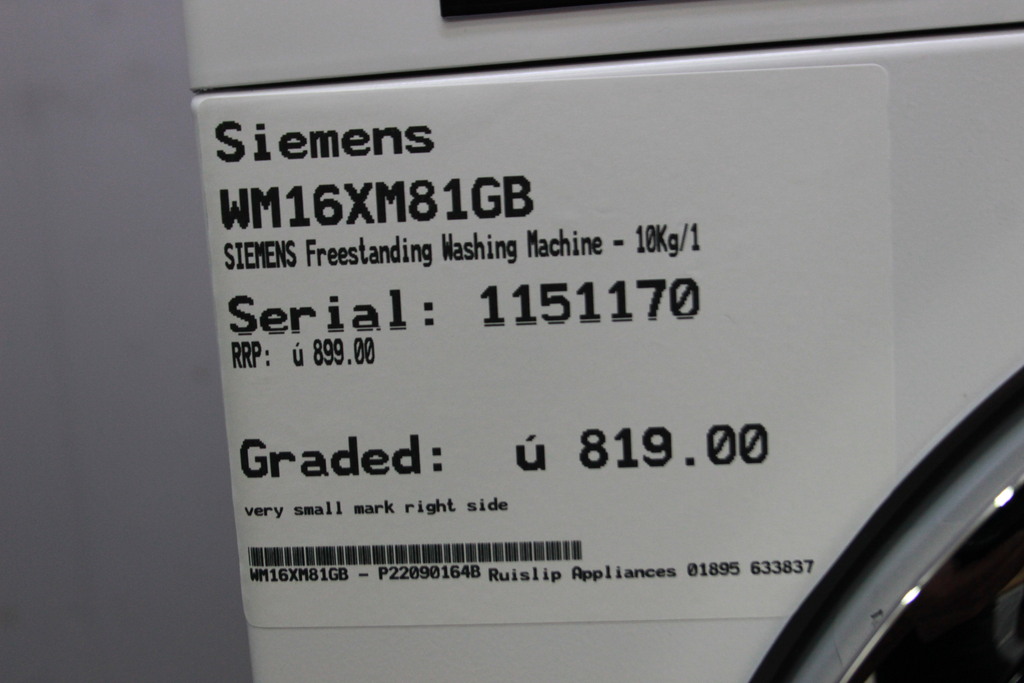 Siemens
WM16XM81GB
SIEMENS Freestanding Washing Machine - 10Kg/1
Serial: 1151170
RRP: ú 899.00
Graded: ú 819.00
very small mark right side
WM16XM81GB - P22090164B Ruislip Appliances 01895 633837